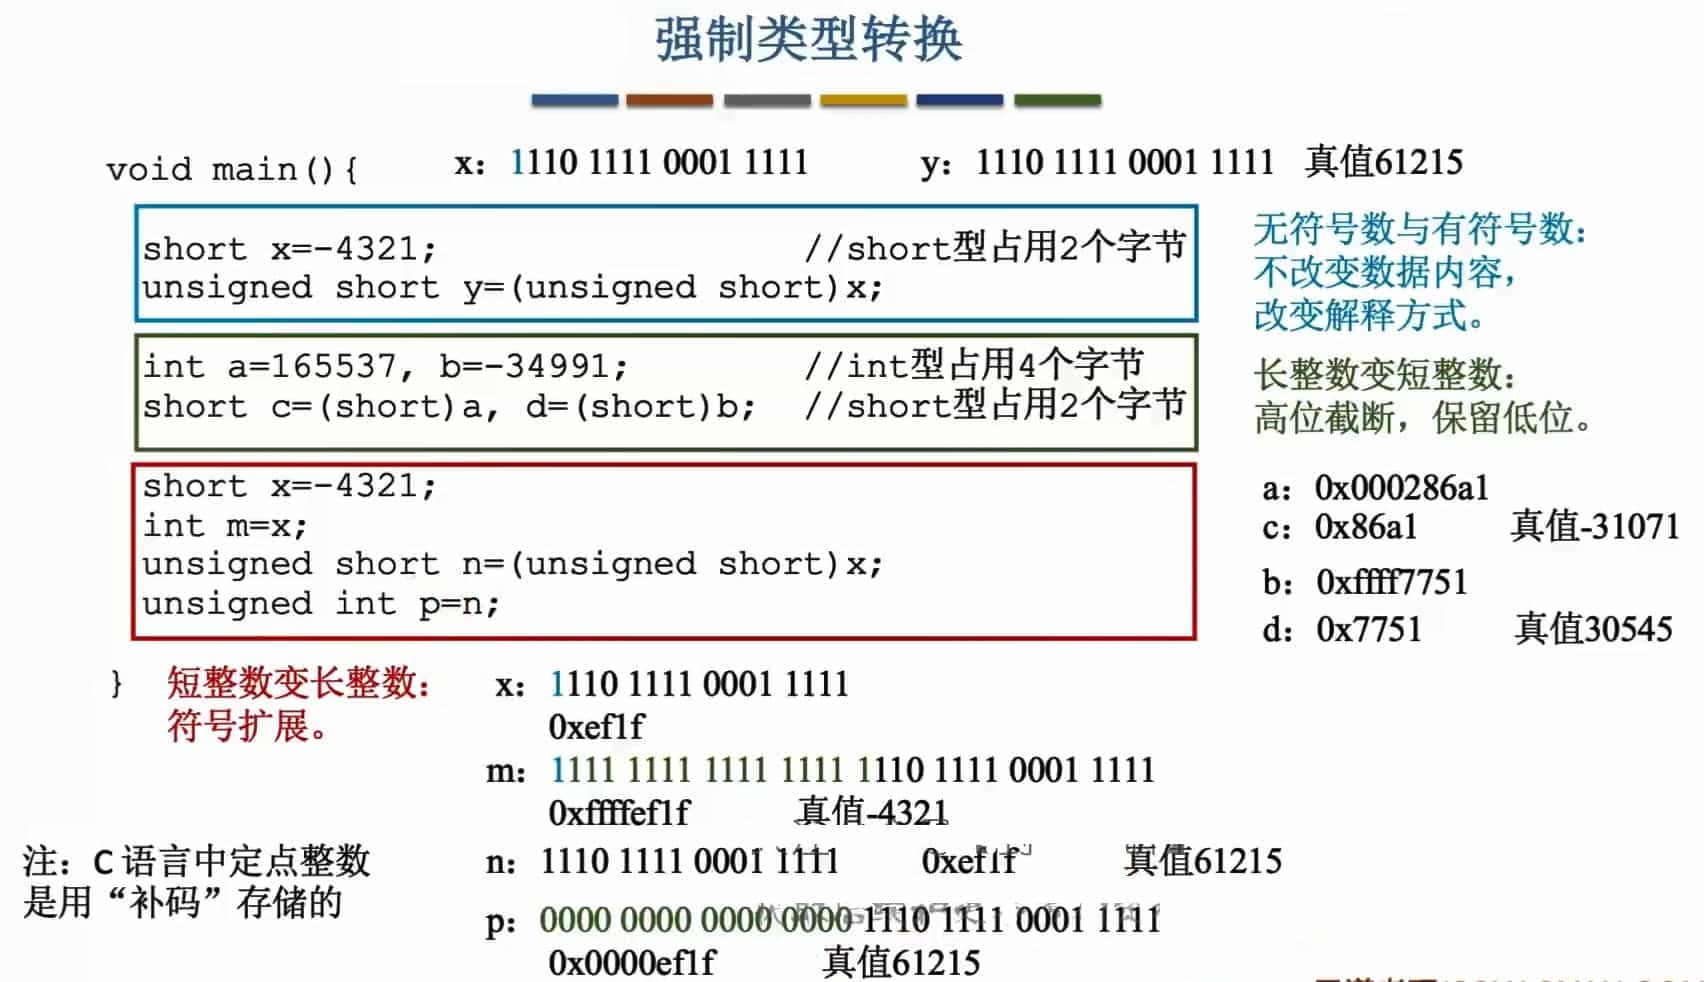 强制类型转换
void main(){ x：1110 1111 0001 1111 y：1110 1111 0001 1111 真值61215
short x=-4321; //short型占用2个字节
unsigned short y=(unsigned short)x;
无符号数与有符号数：
不改变数据内容，
改变解释方式。
int a=165537, b=-34991; //int型占用4个字节
short c=(short)a, d=(short)b; //short型占用2个字节
长整数变短整数：
高位截断，保留低位。
short x=-4321;
int m=x;
unsigned short n=(unsigned short)x;
unsigned int p=n;
a：0x000286a1
c：0x86a1 真值-31071
b：0xffff7751
d：0x7751 真值30545
} 短整数变长整数：
符号扩展。
x：1110 1111 0001 1111
0xef1f
m：1111 1111 1111 1111 1110 1111 0001 1111
0xffffef1f 真值-4321
注：C语言中定点整数
是用“补码”存储的
n：1110 1111 0001 1111 0xef1f 真值61215
p：0000 0000 0000 0000 1110 1111 0001 1111
0x0000ef1f 真值61215